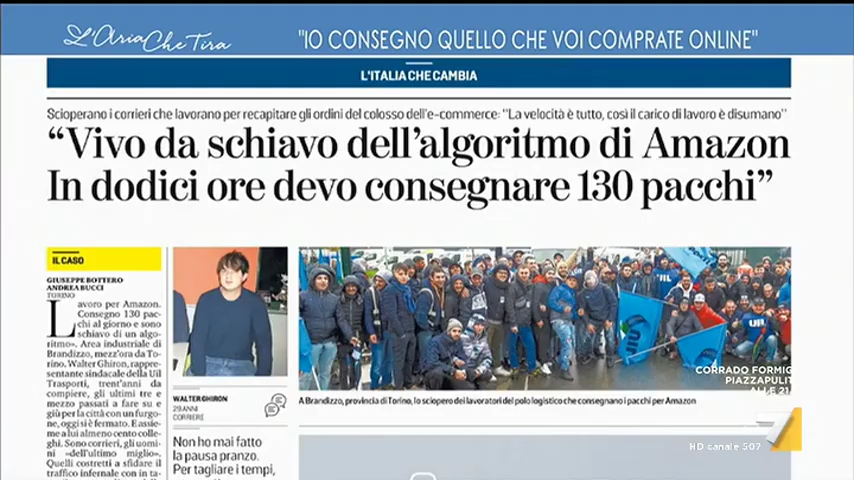 L'Aria Che Tira
"IO CONSEGNO QUELLO CHE VOI COMPRATE ONLINE"
L'ITALIA CHE CAMBIA
Scioperano i corrieri che lavorano per recapitare gli ordini del colosso dell'e-commerce: "La velocità è tutto, così il carico di lavoro è disumano"
“Vivo da schiavo dell’algoritmo di Amazon
In dodici ore devo consegnare 130 pacchi”
IL CASO
GIUSEPPE BOTTERO
ANDREA BUCCI
TORINO
Lavoro per Amazon.
Consegno 130 pac-
chi al giorno e sono
schiavo di un algo-
ritmo». Area industriale di
Brandizzo, mezz'ora da To-
rino. Walter Ghiron, rappre-
sentante sindacale della Uil
Trasporti, trent'anni da
compiere, gli ultimi tre e
mezzo passati a fare su e
giù per la città con un furgo-
ne, oggi si è fermato. E assie-
me a lui almeno cento colle-
ghi. Sono corrieri, gli uomi-
ni «dell'ultimo miglio».
Quelli costretti a sfidare il
traffico infernale con in ta-
WALTER GHIRON
29 ANNI
CORRIERE
Non ho mai fatto
la pausa pranzo.
Per tagliare i tempi,
UIL
UIL
A Brandizzo, provincia di Torino, lo sciopero dei lavoratori del polo logistico che consegnano i pacchi per Amazon
CORRADO FORMIG
PIAZZAPULIT
ALLE 21
7
HD canale 507